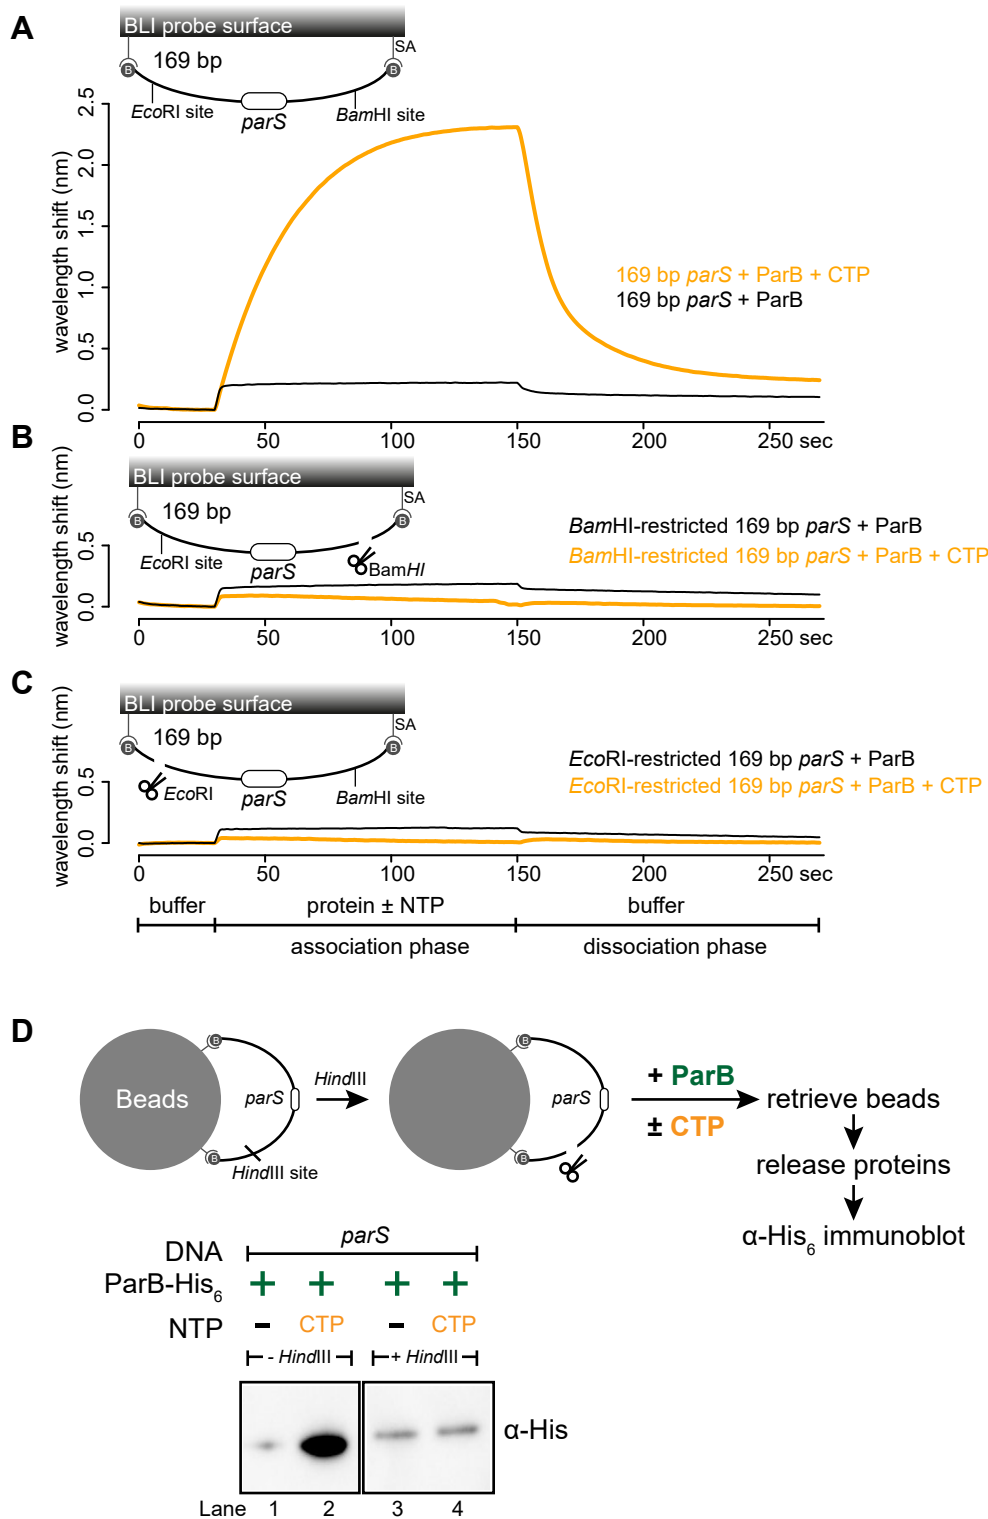 A
BLI probe surface
SA
B
B
169 bp
EcoRI site
parS
BamHI site
wavelength shift (nm)
2.5
2.0
1.5
1.0
0.5
0.0
169 bp parS + ParB + CTP
169 bp parS + ParB
0 50 100 150 200 250 sec
B
BLI probe surface
SA
B
B
169 bp
EcoRI site
parS
BamHI
wavelength shift (nm)
0.5
0.0
BamHI-restricted 169 bp parS + ParB
BamHI-restricted 169 bp parS + ParB + CTP
0 50 100 150 200 250 sec
C
BLI probe surface
SA
B
B
169 bp
EcoRI
parS
BamHI site
wavelength shift (nm)
0.5
0.0
EcoRI-restricted 169 bp parS + ParB
EcoRI-restricted 169 bp parS + ParB + CTP
0 50 100 150 200 250 sec
buffer protein ± NTP buffer
association phase dissociation phase
D
Beads
B
B
parS
HindIII site
HindIII
B
B
parS
+ ParB
± CTP
retrieve beads
release proteins
α-His6 immunoblot
DNA parS
ParB-His6 + + + +
NTP - CTP - CTP
- HindIII + HindIII
α-His
Lane 1 2 3 4